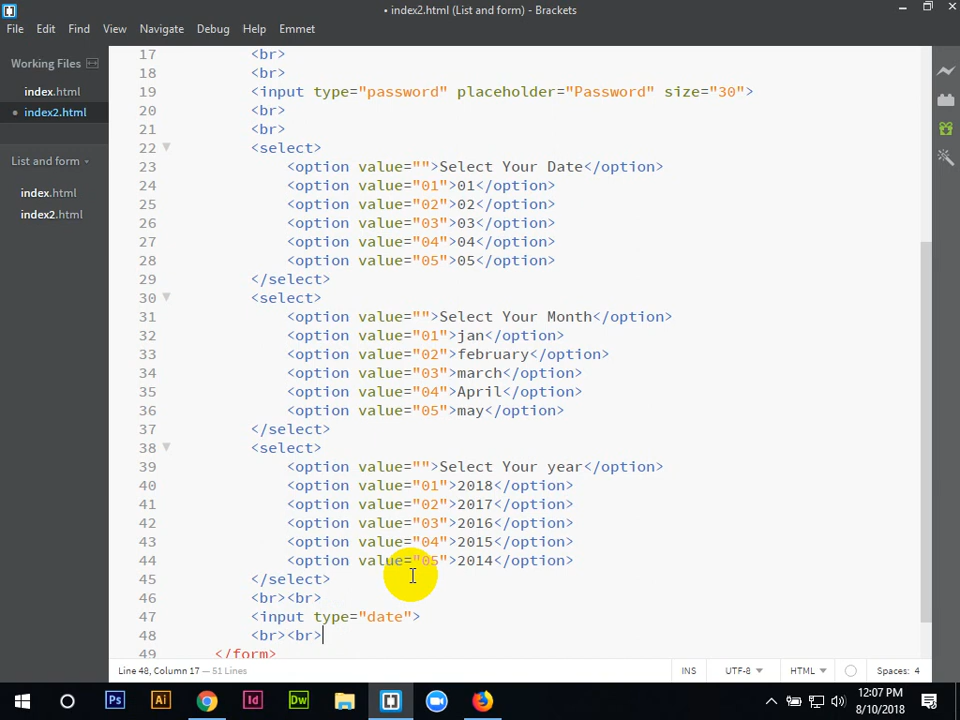 • index2.html (List and form) - Brackets
File Edit Find View Navigate Debug Help Emmet
Working Files
index.html
• index2.html
List and form
index.html
index2.html
17 <br>
18 <br>
19 <input type="password" placeholder="Password" size="30">
20 <br>
21 <br>
22 <select>
23 <option value="">Select Your Date</option>
24 <option value="01">01</option>
25 <option value="02">02</option>
26 <option value="03">03</option>
27 <option value="04">04</option>
28 <option value="05">05</option>
29 </select>
30 <select>
31 <option value="">Select Your Month</option>
32 <option value="01">jan</option>
33 <option value="02">february</option>
34 <option value="03">march</option>
35 <option value="04">April</option>
36 <option value="05">may</option>
37 </select>
38 <select>
39 <option value="">Select Your year</option>
40 <option value="01">2018</option>
41 <option value="02">2017</option>
42 <option value="03">2016</option>
43 <option value="04">2015</option>
44 <option value="05">2014</option>
45 </select>
46 <br><br>
47 <input type="date">
48 <br><br>
49 </form>
Line 48, Column 17 — 51 Lines
INS UTF-8 HTML Spaces: 4
Ps Ai Id Dw
12:07 PM
8/10/2018